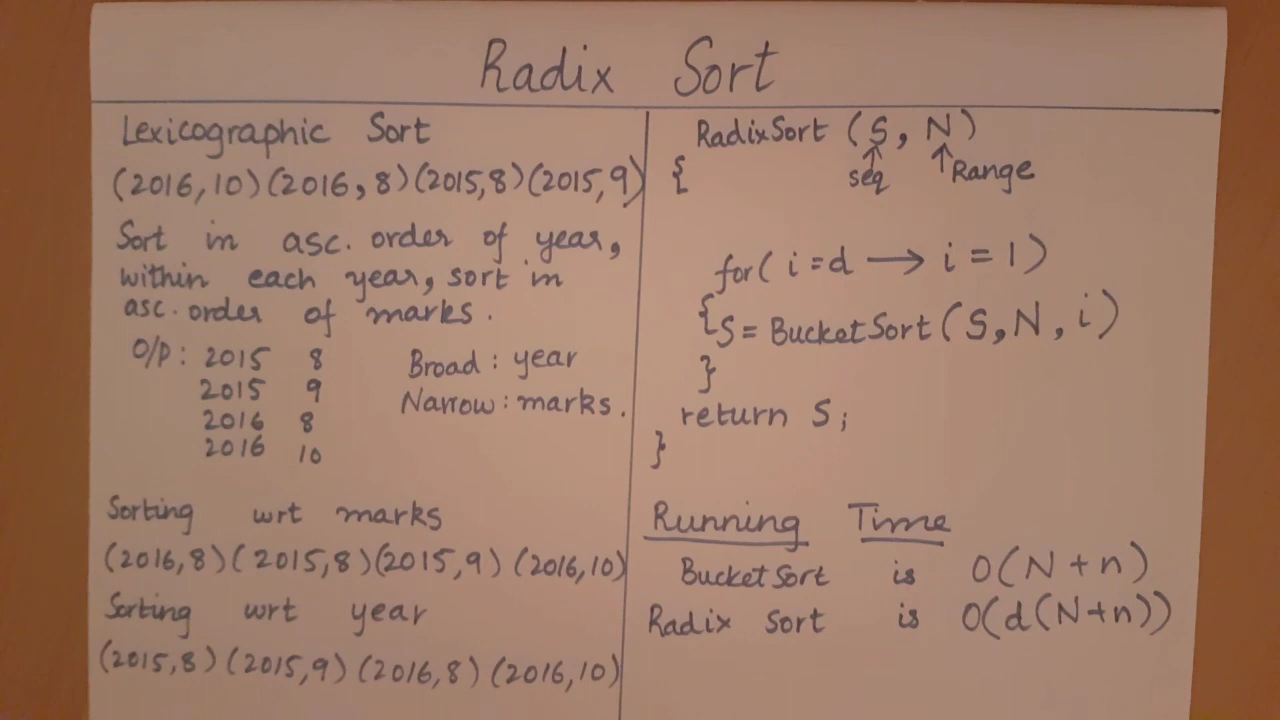 Radix Sort
Lexicographic Sort
(2016,10)(2016,8)(2015,8)(2015,9)
Sort in asc. order of year,
within each year, sort in
asc. order of marks.
O/P: 2015 8
2015 9
2016 8
2016 10
Broad: year
Narrow: marks.
Sorting wrt marks
(2016,8)(2015,8)(2015,9)(2016,10)
Sorting wrt year
(2015,8)(2015,9)(2016,8)(2016,10)
RadixSort (S, N)
{ seq Range
for( i=d → i=1)
{S= BucketSort(S,N,i)
}
return S;
}
Running Time
BucketSort is O(N+n)
Radix Sort is O(d(N+n))